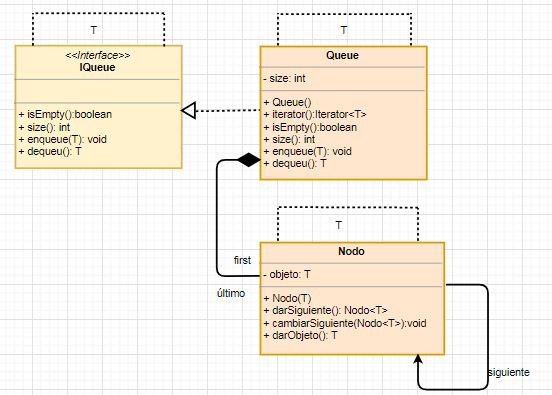 T
<<Interface>>
IQueue
+ isEmpty():boolean
+ size(): int
+ enqueue(T): void
+ dequeu(): T
T
Queue
- size: int
+ Queue()
+ iterator():Iterator<T>
+ isEmpty():boolean
+ size(): int
+ enqueue(T): void
+ dequeu(): T
first
último
T
Nodo
- objeto: T
+ Nodo(T)
+ darSiguiente(): Nodo<T>
+ cambiarSiguiente(Nodo<T>):void
+ darObjeto(): T
siguiente